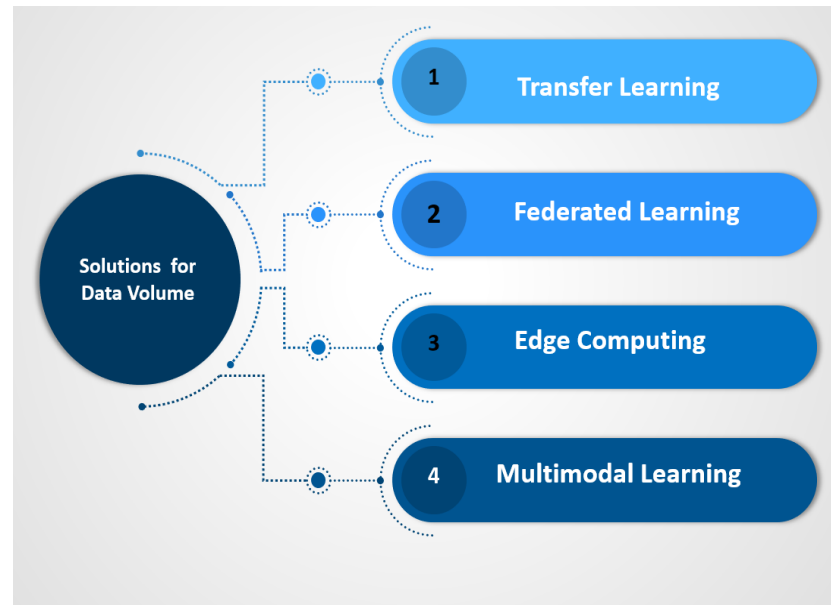 Solutions for
Data Volume
1
Transfer Learning
2
Federated Learning
3
Edge Computing
4
Multimodal Learning